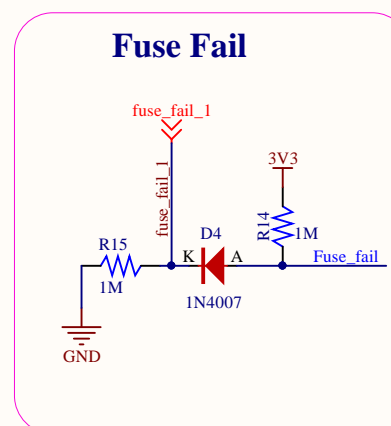 Fuse Fail
fuse_fail_1
fuse_fail_1
3V3
R14
1M
R15
1M
D4
K
A
1N4007
Fuse_fail
GND